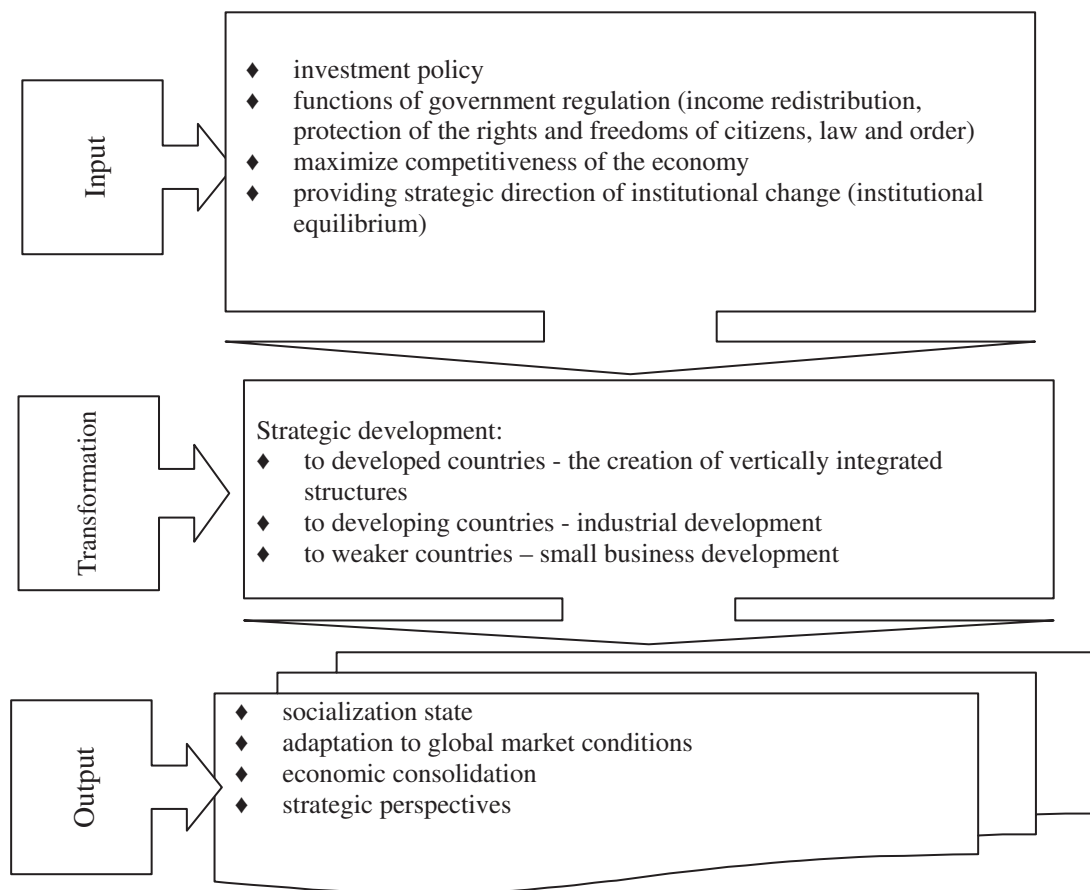 Input
♦ investment policy
♦ functions of government regulation (income redistribution,
protection of the rights and freedoms of citizens, law and order)
♦ maximize competitiveness of the economy
♦ providing strategic direction of institutional change (institutional
equilibrium)
Transformation
Strategic development:
♦ to developed countries - the creation of vertically integrated
structures
♦ to developing countries - industrial development
♦ to weaker countries – small business development
Output
♦ socialization state
♦ adaptation to global market conditions
♦ economic consolidation
♦ strategic perspectives